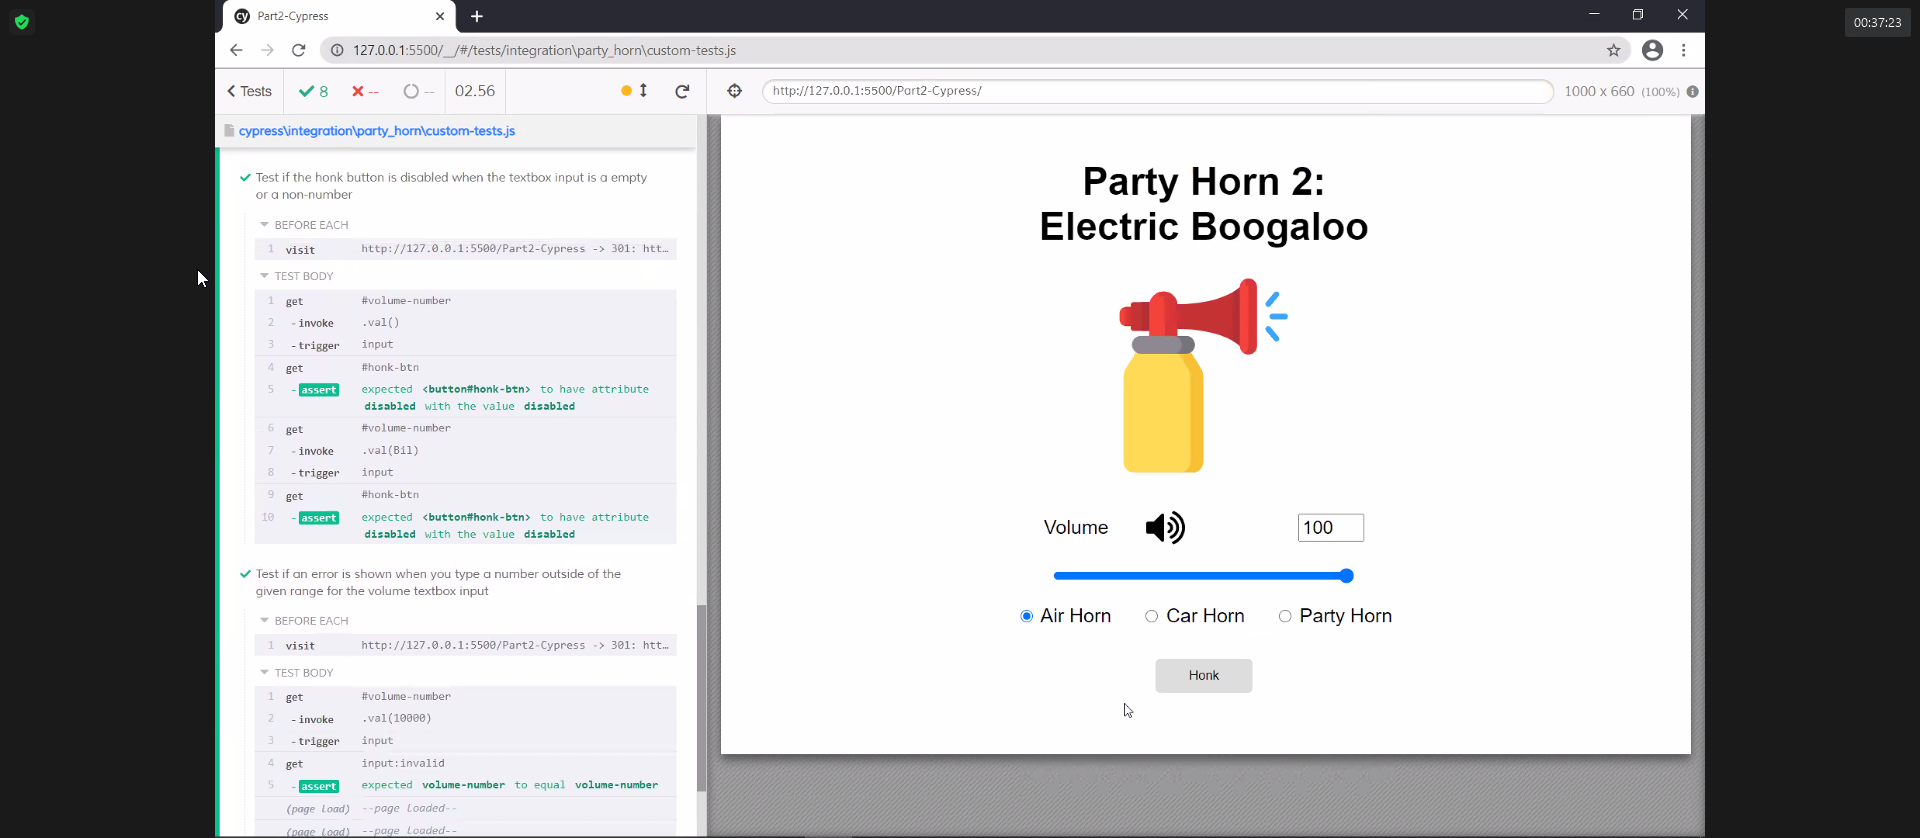 Part2-Cypress
00:37:23
127.0.0.1:5500/__/#/tests/integration\party_horn\custom-tests.js
Tests
8
--
--
02.56
http://127.0.0.1:5500/Part2-Cypress/
1000 x 660 (100%)
cypress\integration\party_horn\custom-tests.js
Test if the honk button is disabled when the textbox input is a empty
or a non-number
BEFORE EACH
1 visit http://127.0.0.1:5500/Part2-Cypress -> 301: htt…
TEST BODY
1 get #volume-number
2 -invoke .val()
3 -trigger input
4 get #honk-btn
5 -assert expected <button#honk-btn> to have attribute
disabled with the value disabled
6 get #volume-number
7 -invoke .val(Bil)
8 -trigger input
9 get #honk-btn
10 -assert expected <button#honk-btn> to have attribute
disabled with the value disabled
Test if an error is shown when you type a number outside of the
given range for the volume textbox input
BEFORE EACH
1 visit http://127.0.0.1:5500/Part2-Cypress -> 301: htt…
TEST BODY
1 get #volume-number
2 -invoke .val(10000)
3 -trigger input
4 get input:invalid
5 -assert expected volume-number to equal volume-number
(page load) --page loaded--
(page load) --page loaded--
Party Horn 2:
Electric Boogaloo
Volume
100
Air Horn
Car Horn
Party Horn
Honk